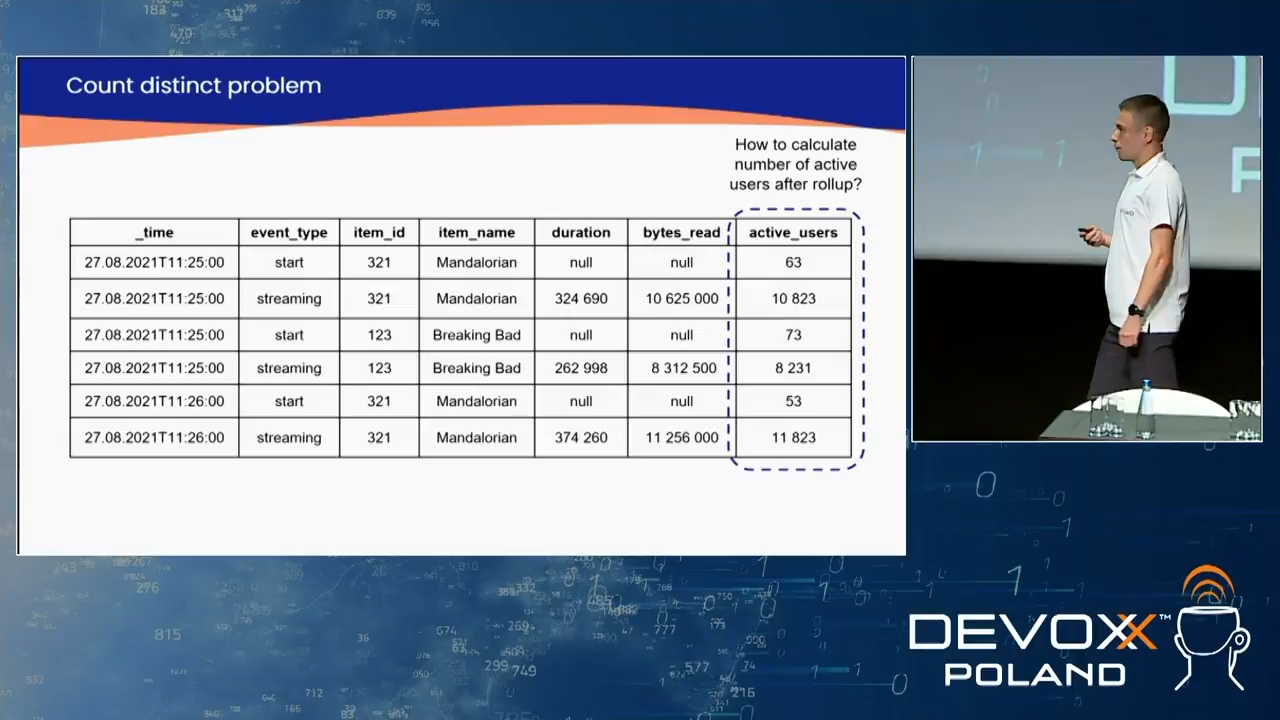 Count distinct problem
How to calculate
number of active
users after rollup?
_time event_type item_id item_name duration bytes_read active_users
27.08.2021T11:25:00 start 321 Mandalorian null null 63
27.08.2021T11:25:00 streaming 321 Mandalorian 324 690 10 625 000 10 823
27.08.2021T11:25:00 start 123 Breaking Bad null null 73
27.08.2021T11:25:00 streaming 123 Breaking Bad 262 998 8 312 500 8 231
27.08.2021T11:26:00 start 321 Mandalorian null null 53
27.08.2021T11:26:00 streaming 321 Mandalorian 374 260 11 256 000 11 823
DEVOXX™
POLAND